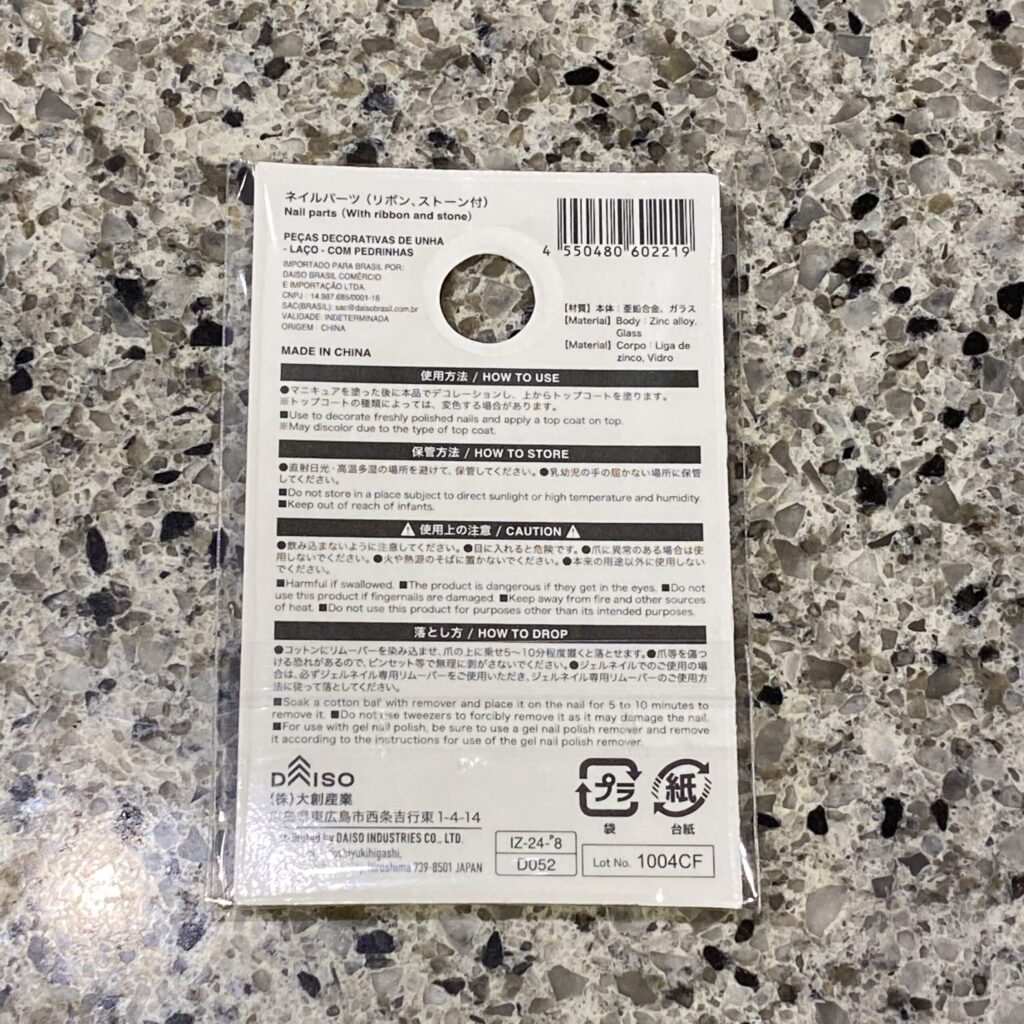 ネイルパーツ（リボン、ストーン付）
Nail parts (With ribbon and stone)
PEÇAS DECORATIVAS DE UNHA
- LAÇO - COM PEDRINHAS
IMPORTADO PARA BRASIL POR:
DAISO BRASIL COMÉRCIO
E IMPORTAÇÃO LTDA.
CNPJ : 14.987.685/0001-16
SAC(BRASIL): sac@daisobrasil.com.br
VALIDADE: INDETERMINADA
ORIGEM : CHINA
MADE IN CHINA
4 550480 602219
【材質】本体：亜鉛合金、ガラス
【Material】Body : Zinc alloy,
Glass
【Material】Corpo : Liga de
zinco, Vidro
使用方法 / HOW TO USE
●マニキュアを塗った後に本品でデコレーションし、上からトップコートを塗ります。
※トップコートの種類によっては、変色する場合があります。
■Use to decorate freshly polished nails and apply a top coat on top.
※May discolor due to the type of top coat.
保管方法 / HOW TO STORE
●直射日光・高温多湿の場所を避けて、保管してください。●乳幼児の手の届かない場所に保管
してください。
■Do not store in a place subject to direct sunlight or high temperature and humidity.
■Keep out of reach of infants.
⚠ 使用上の注意 / CAUTION ⚠
●飲み込まないように注意してください。●目に入れると危険です。●爪に異常のある場合は使
用しないでください。●火や熱源のそばに置かないでください。●本来の用途以外に使用しない
でください。
■Harmful if swallowed. ■The product is dangerous if they get in the eyes. ■Do not
use this product if fingernails are damaged. ■Keep away from fire and other sources
of heat. ■Do not use this product for purposes other than its intended purposes.
落とし方 / HOW TO DROP
●コットンにリムーバーを染み込ませ、爪の上に乗せ5〜10分程度置くと落とせます。●爪等を傷つ
ける恐れがあるので、ピンセット等で無理に剥がさないでください。●ジェルネイルでのご使用の場
合は、必ずジェルネイル専用リムーバーをご使用いただき、ジェルネイル専用リムーバーのご使用方
法に従って落としてください。
■Soak a cotton ball with remover and place it on the nail for 5 to 10 minutes to
remove it. ■Do not use tweezers to forcibly remove it as it may damage the nail.
■For use with gel nail polish, be sure to use a gel nail polish remover and remove
it according to the instructions for use of the gel nail polish remover.
DAISO
(株)大創産業
島県東広島市西条吉行東 1-4-14
by DAISO INDUSTRIES CO., LTD.
Hiroshima 739-8501 JAPAN
プラ
袋
紙
台紙
IZ-24-P8
D052
Lot No. 1004CF